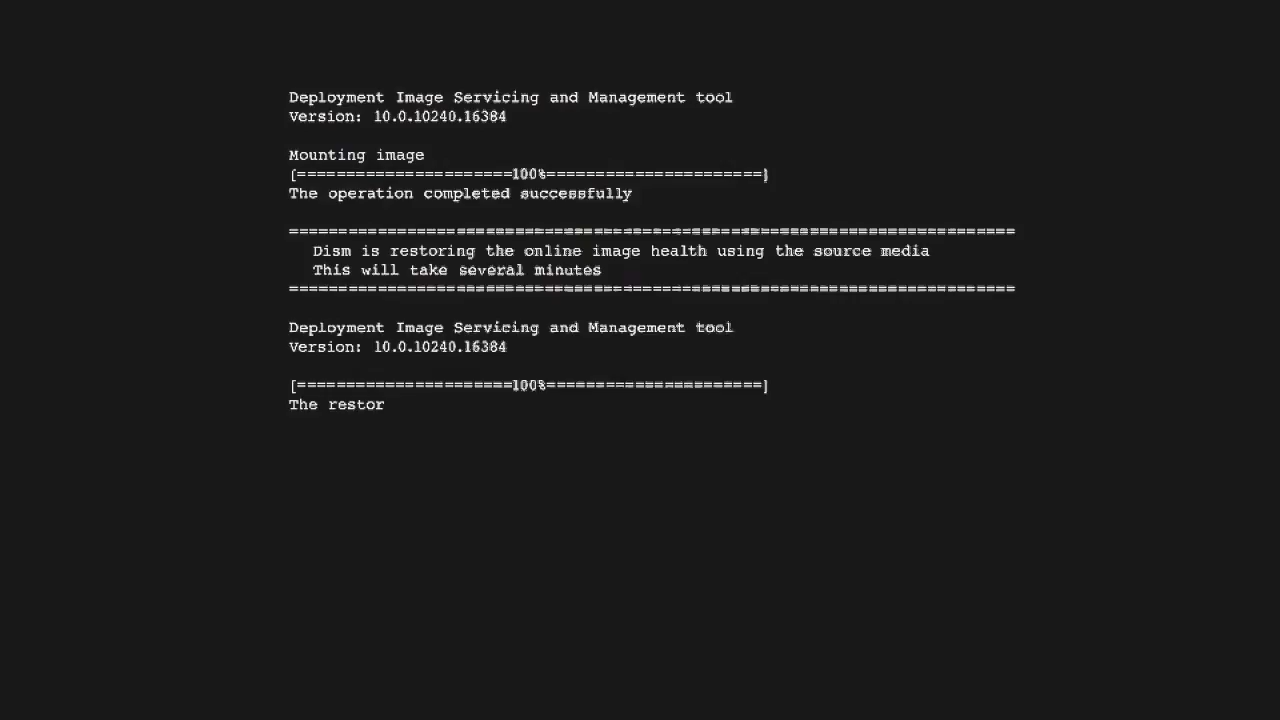 Deployment Image Servicing and Management tool
Version: 10.0.10240.16384
Mounting image
[======================100%======================]
The operation completed successfully
===========================================================================
Dism is restoring the online image health using the source media
This will take several minutes
===========================================================================
Deployment Image Servicing and Management tool
Version: 10.0.10240.16384
[======================100%======================]
The restor